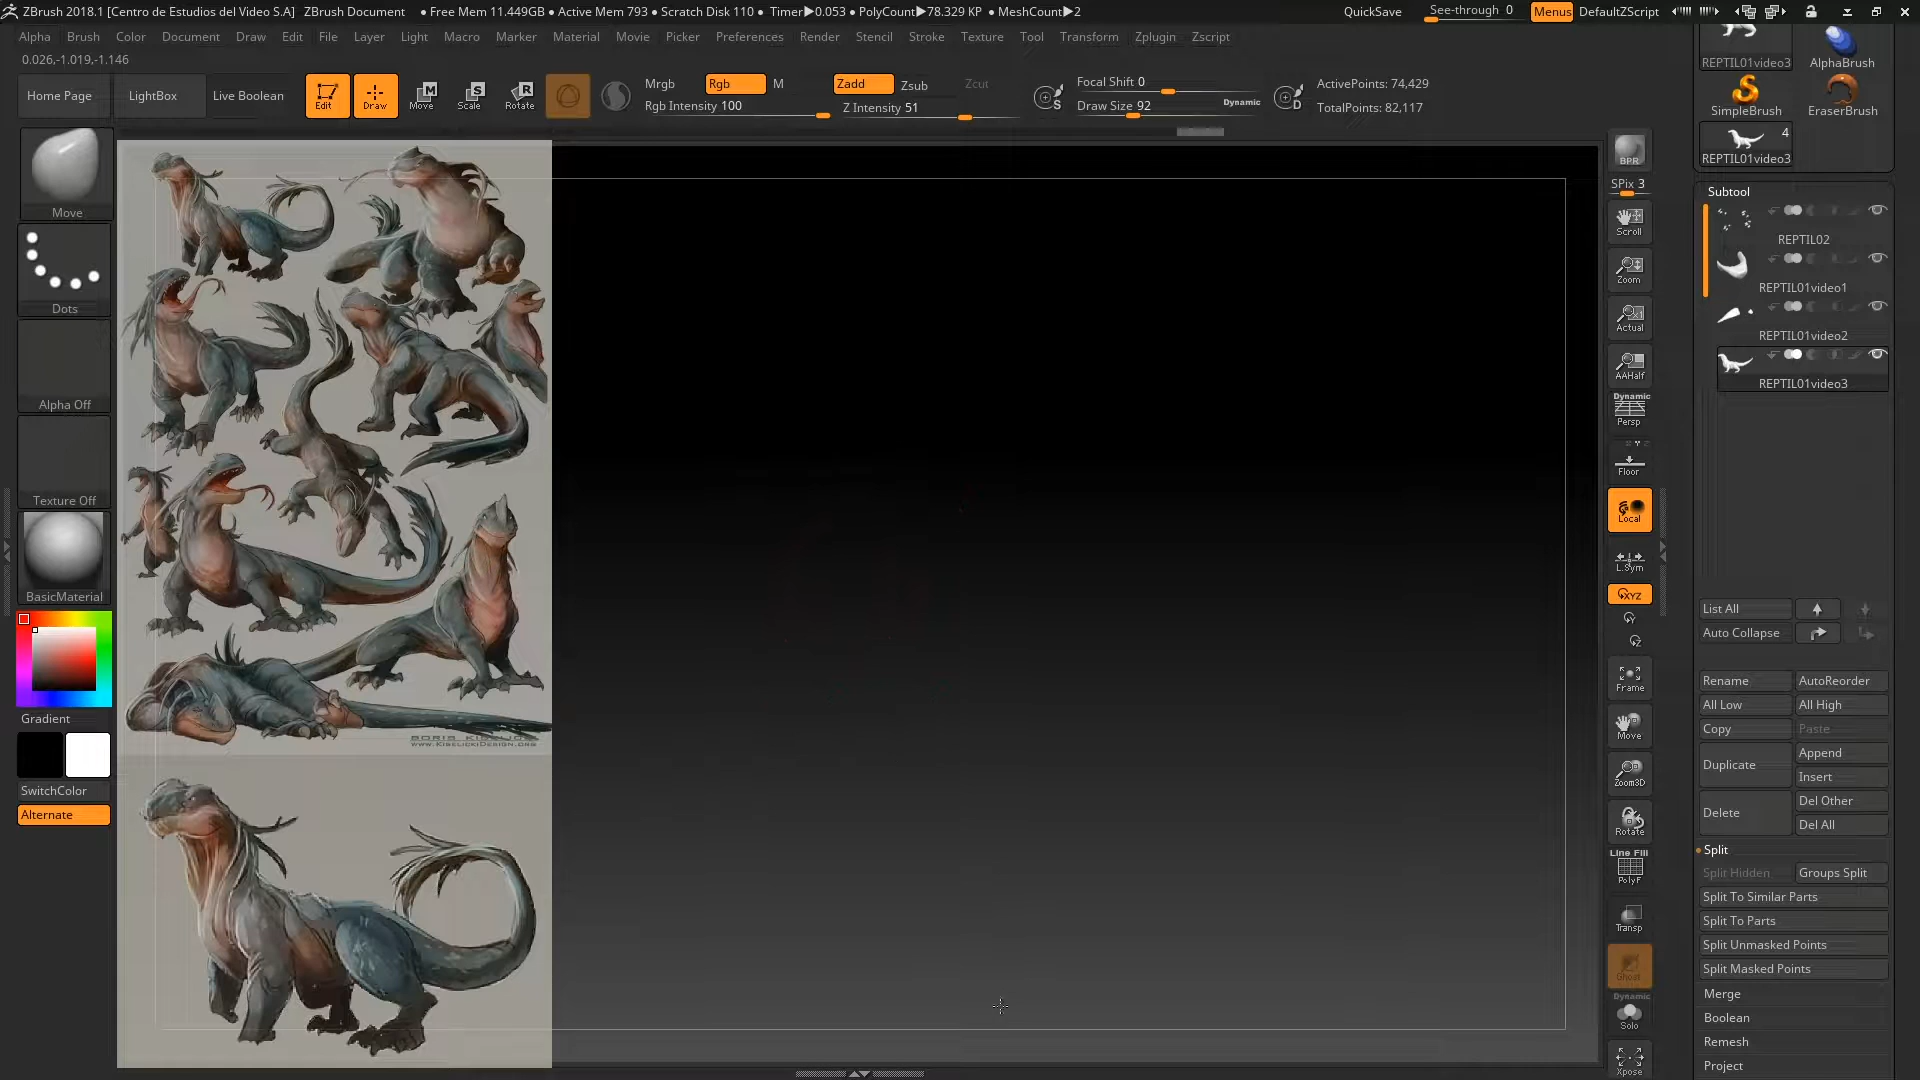 ZBrush 2018.1 [Centro de Estudios del Video S.A] ZBrush Document • Free Mem 11.449GB • Active Mem 793 • Scratch Disk 110 • Timer▶0.053 • PolyCount▶78.329 KP • MeshCount▶2 QuickSave See-through 0 Menus DefaultZScript
Alpha Brush Color Document Draw Edit File Layer Light Macro Marker Material Movie Picker Preferences Render Stencil Stroke Texture Tool Transform Zplugin Zscript
0.026,-1.019,-1.146
Home Page LightBox Live Boolean Edit Draw Move Scale Rotate
Mrgb Rgb M Zadd Zsub Zcut
Rgb Intensity 100 Z Intensity 51
Focal Shift 0
Draw Size 92 Dynamic
ActivePoints: 74,429
TotalPoints: 82,117
Move
Dots
Alpha Off
Texture Off
BasicMaterial
Gradient
SwitchColor
Alternate
BORIS KISELICKI
www.KiselickiDesign.org
BPR
SPix 3
Scroll
Zoom
Actual
AAHalf
Dynamic
Persp
Floor
Local
L.Sym
XYZ
Frame
Move
Zoom3D
Rotate
Line Fill
PolyF
Transp
Ghost
Dynamic
Solo
Xpose
REPTIL01video3 AlphaBrush
SimpleBrush EraserBrush
4
REPTIL01video3
Subtool
REPTIL02
REPTIL01video1
REPTIL01video2
REPTIL01video3
List All
Auto Collapse
Rename AutoReorder
All Low All High
Copy Paste
Duplicate Append
Insert
Delete Del Other
Del All
Split
Split Hidden Groups Split
Split To Similar Parts
Split To Parts
Split Unmasked Points
Split Masked Points
Merge
Boolean
Remesh
Project